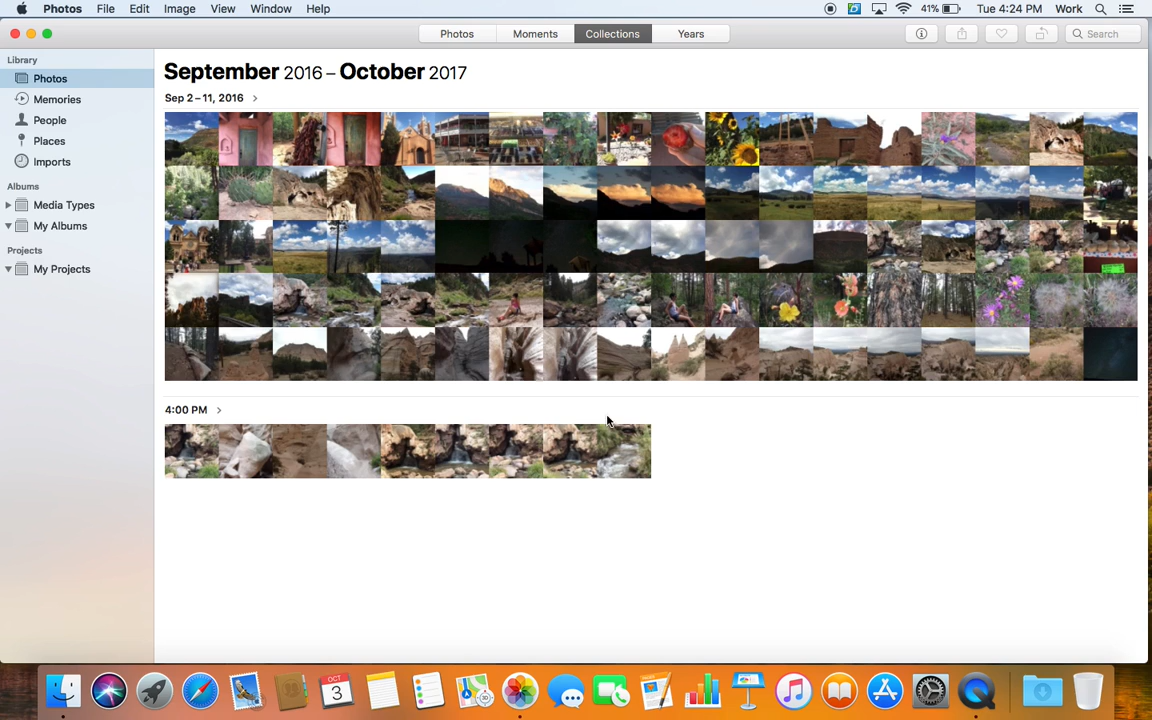 Photos File Edit Image View Window Help 41% Tue 4:24 PM Work
Photos Moments Collections Years Search
Library
Photos
Memories
People
Places
Imports
Albums
Media Types
My Albums
Projects
My Projects
September 2016 – October 2017
Sep 2 – 11, 2016
4:00 PM
OCT
3